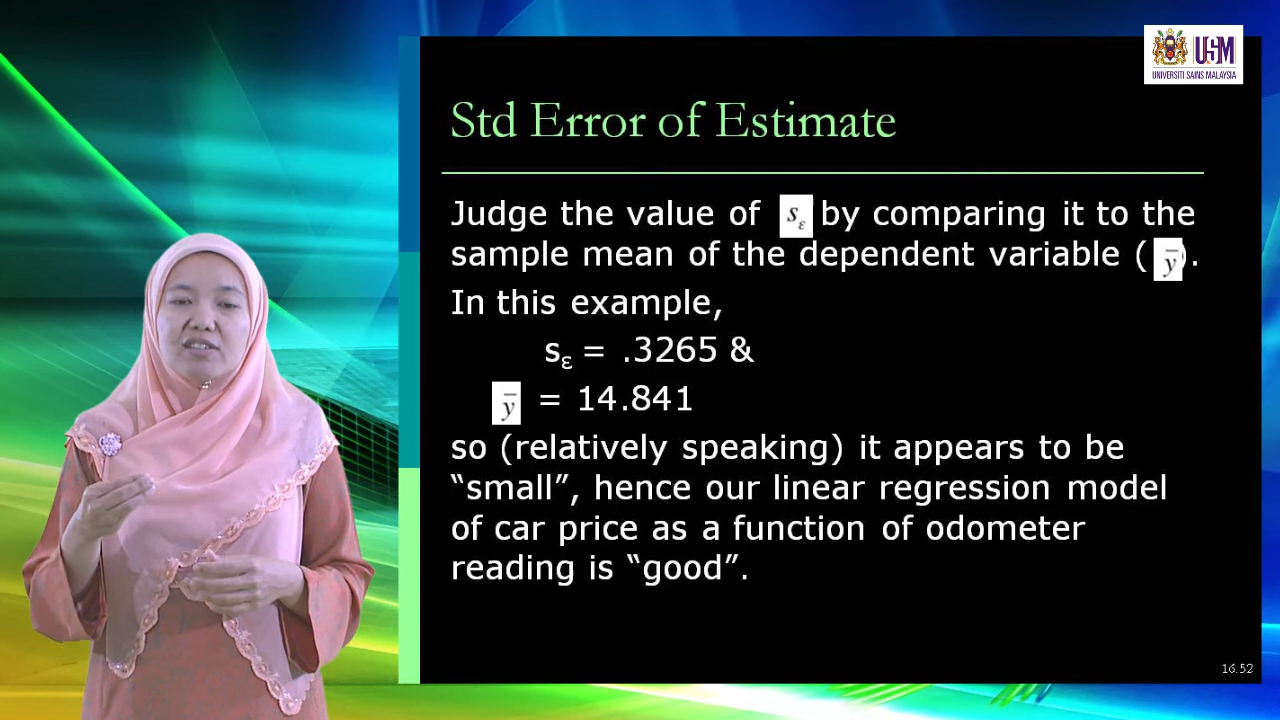 USM
UNIVERSITI SAINS MALAYSIA
Std Error of Estimate
Judge the value of sε by comparing it to the
sample mean of the dependent variable (ȳ).
In this example,
sε = .3265 &
ȳ = 14.841
so (relatively speaking) it appears to be
“small”, hence our linear regression model
of car price as a function of odometer
reading is “good”.
16.52